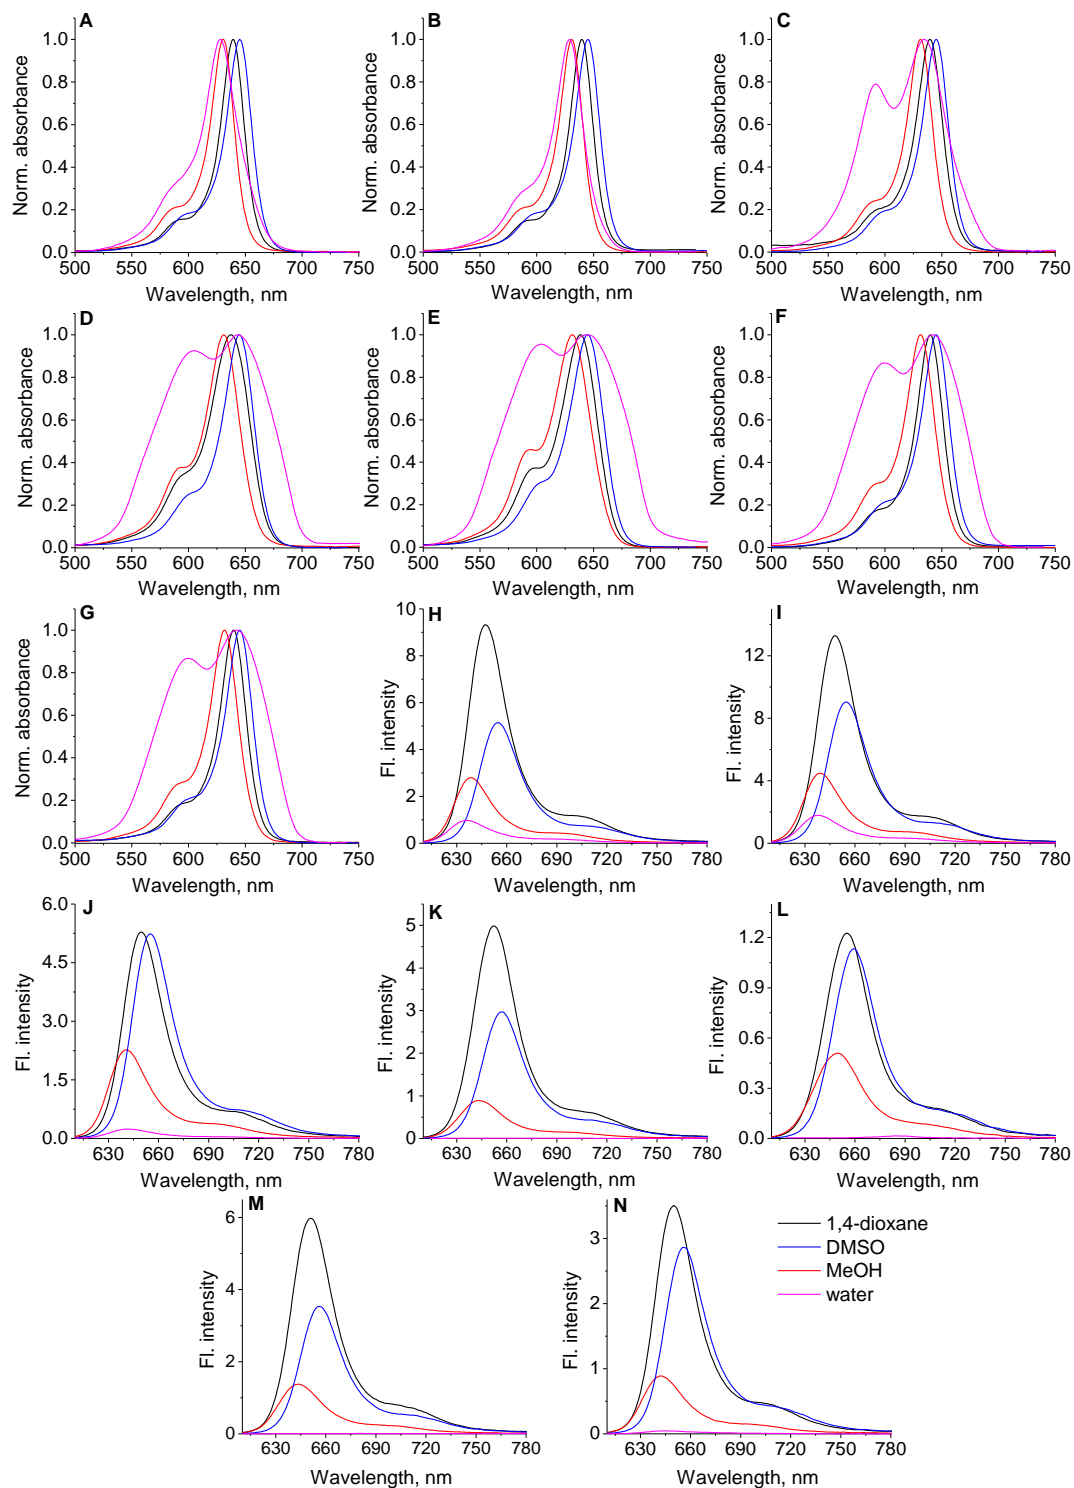 A
1.0
0.8
0.6
0.4
0.2
0.0
Norm. absorbance
500 550 600 650 700 750
Wavelength, nm
B
1.0
0.8
0.6
0.4
0.2
0.0
Norm. absorbance
500 550 600 650 700 750
Wavelength, nm
C
1.0
0.8
0.6
0.4
0.2
0.0
Norm. absorbance
500 550 600 650 700 750
Wavelength, nm
D
1.0
0.8
0.6
0.4
0.2
0.0
Norm. absorbance
500 550 600 650 700 750
Wavelength, nm
E
1.0
0.8
0.6
0.4
0.2
0.0
Norm. absorbance
500 550 600 650 700 750
Wavelength, nm
F
1.0
0.8
0.6
0.4
0.2
0.0
Norm. absorbance
500 550 600 650 700 750
Wavelength, nm
G
1.0
0.8
0.6
0.4
0.2
0.0
Norm. absorbance
500 550 600 650 700 750
Wavelength, nm
H
10
8
6
4
2
0
Fl. intensity
630 660 690 720 750 780
Wavelength, nm
I
12
8
4
0
Fl. intensity
630 660 690 720 750 780
Wavelength, nm
J
6.0
4.5
3.0
1.5
0.0
Fl. intensity
630 660 690 720 750 780
Wavelength, nm
K
5
4
3
2
1
0
Fl. intensity
630 660 690 720 750 780
Wavelength, nm
L
1.2
0.9
0.6
0.3
0.0
Fl. intensity
630 660 690 720 750 780
Wavelength, nm
M
6
4
2
0
Fl. intensity
630 660 690 720 750 780
Wavelength, nm
N
3
2
1
0
Fl. intensity
630 660 690 720 750 780
Wavelength, nm
1,4-dioxane
DMSO
MeOH
water